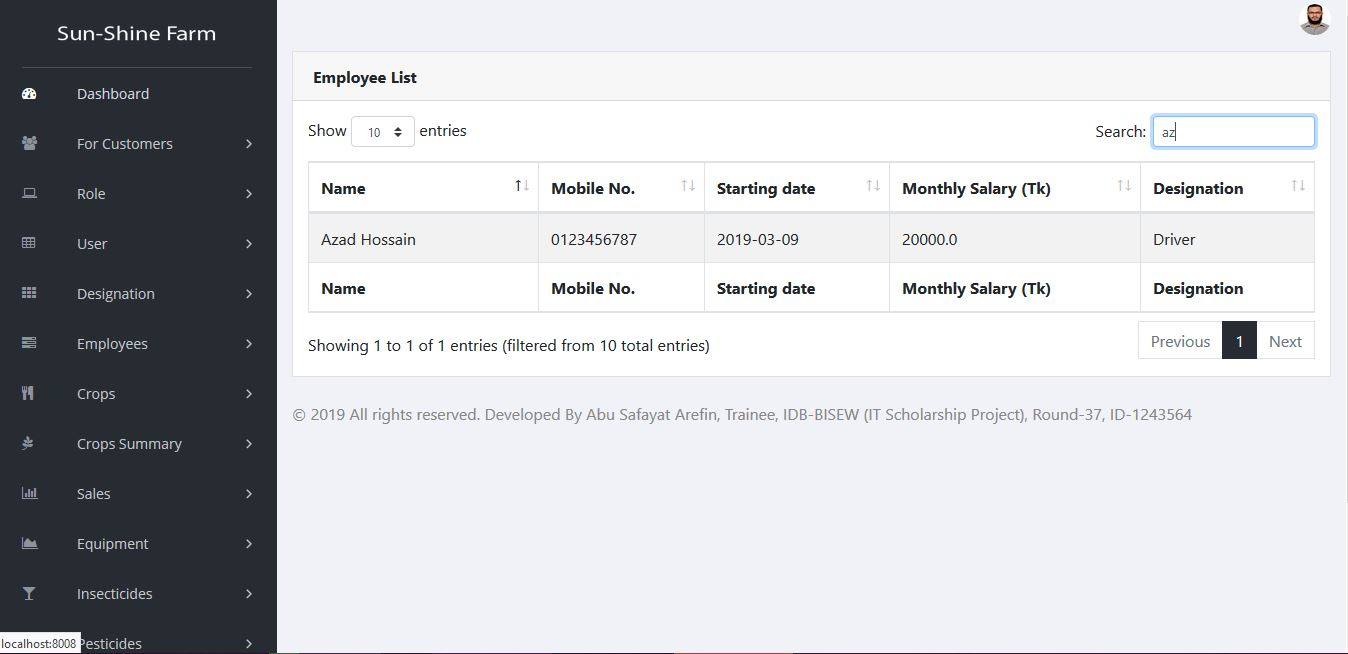 Sun-Shine Farm
Dashboard
For Customers
Role
User
Designation
Employees
Crops
Crops Summary
Sales
Equipment
Insecticides
Pesticides
localhost:8008
Employee List
Show 10 entries
Search: az
Name Mobile No. Starting date Monthly Salary (Tk) Designation
Azad Hossain 0123456787 2019-03-09 20000.0 Driver
Name Mobile No. Starting date Monthly Salary (Tk) Designation
Showing 1 to 1 of 1 entries (filtered from 10 total entries)
Previous 1 Next
© 2019 All rights reserved. Developed By Abu Safayat Arefin, Trainee, IDB-BISEW (IT Scholarship Project), Round-37, ID-1243564